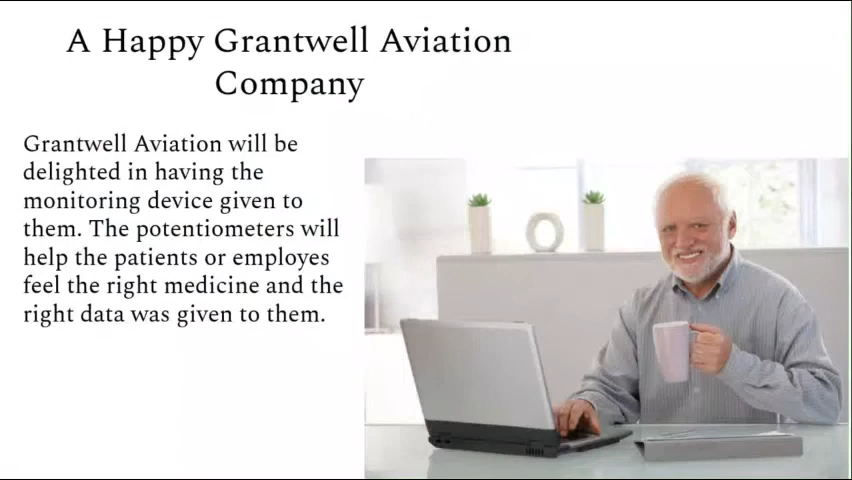 A Happy Grantwell Aviation
Company
Grantwell Aviation will be
delighted in having the
monitoring device given to
them. The potentiometers will
help the patients or employes
feel the right medicine and the
right data was given to them.